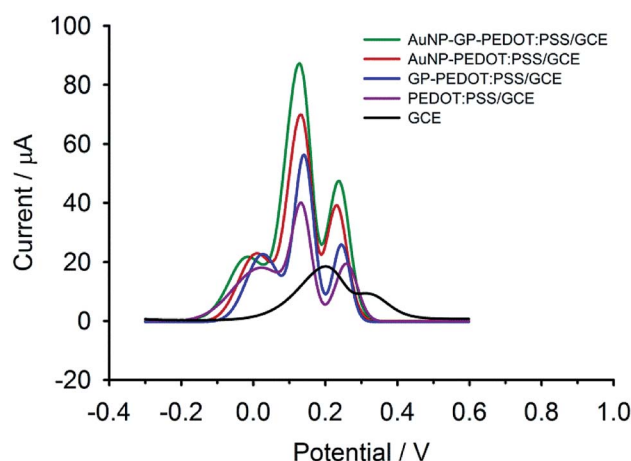 100
80
60
40
20
0
-20
Current / μA
AuNP-GP-PEDOT:PSS/GCE
AuNP-PEDOT:PSS/GCE
GP-PEDOT:PSS/GCE
PEDOT:PSS/GCE
GCE
-0.4 -0.2 0.0 0.2 0.4 0.6 0.8 1.0
Potential / V